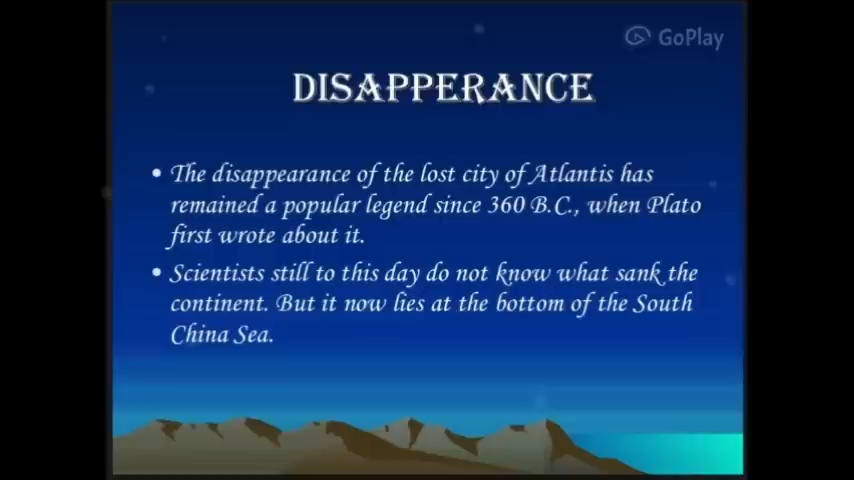 GoPlay
DISAPPERANCE
• The disappearance of the lost city of Atlantis has
remained a popular legend since 360 B.C., when Plato
first wrote about it.
• Scientists still to this day do not know what sank the
continent. But it now lies at the bottom of the South
China Sea.